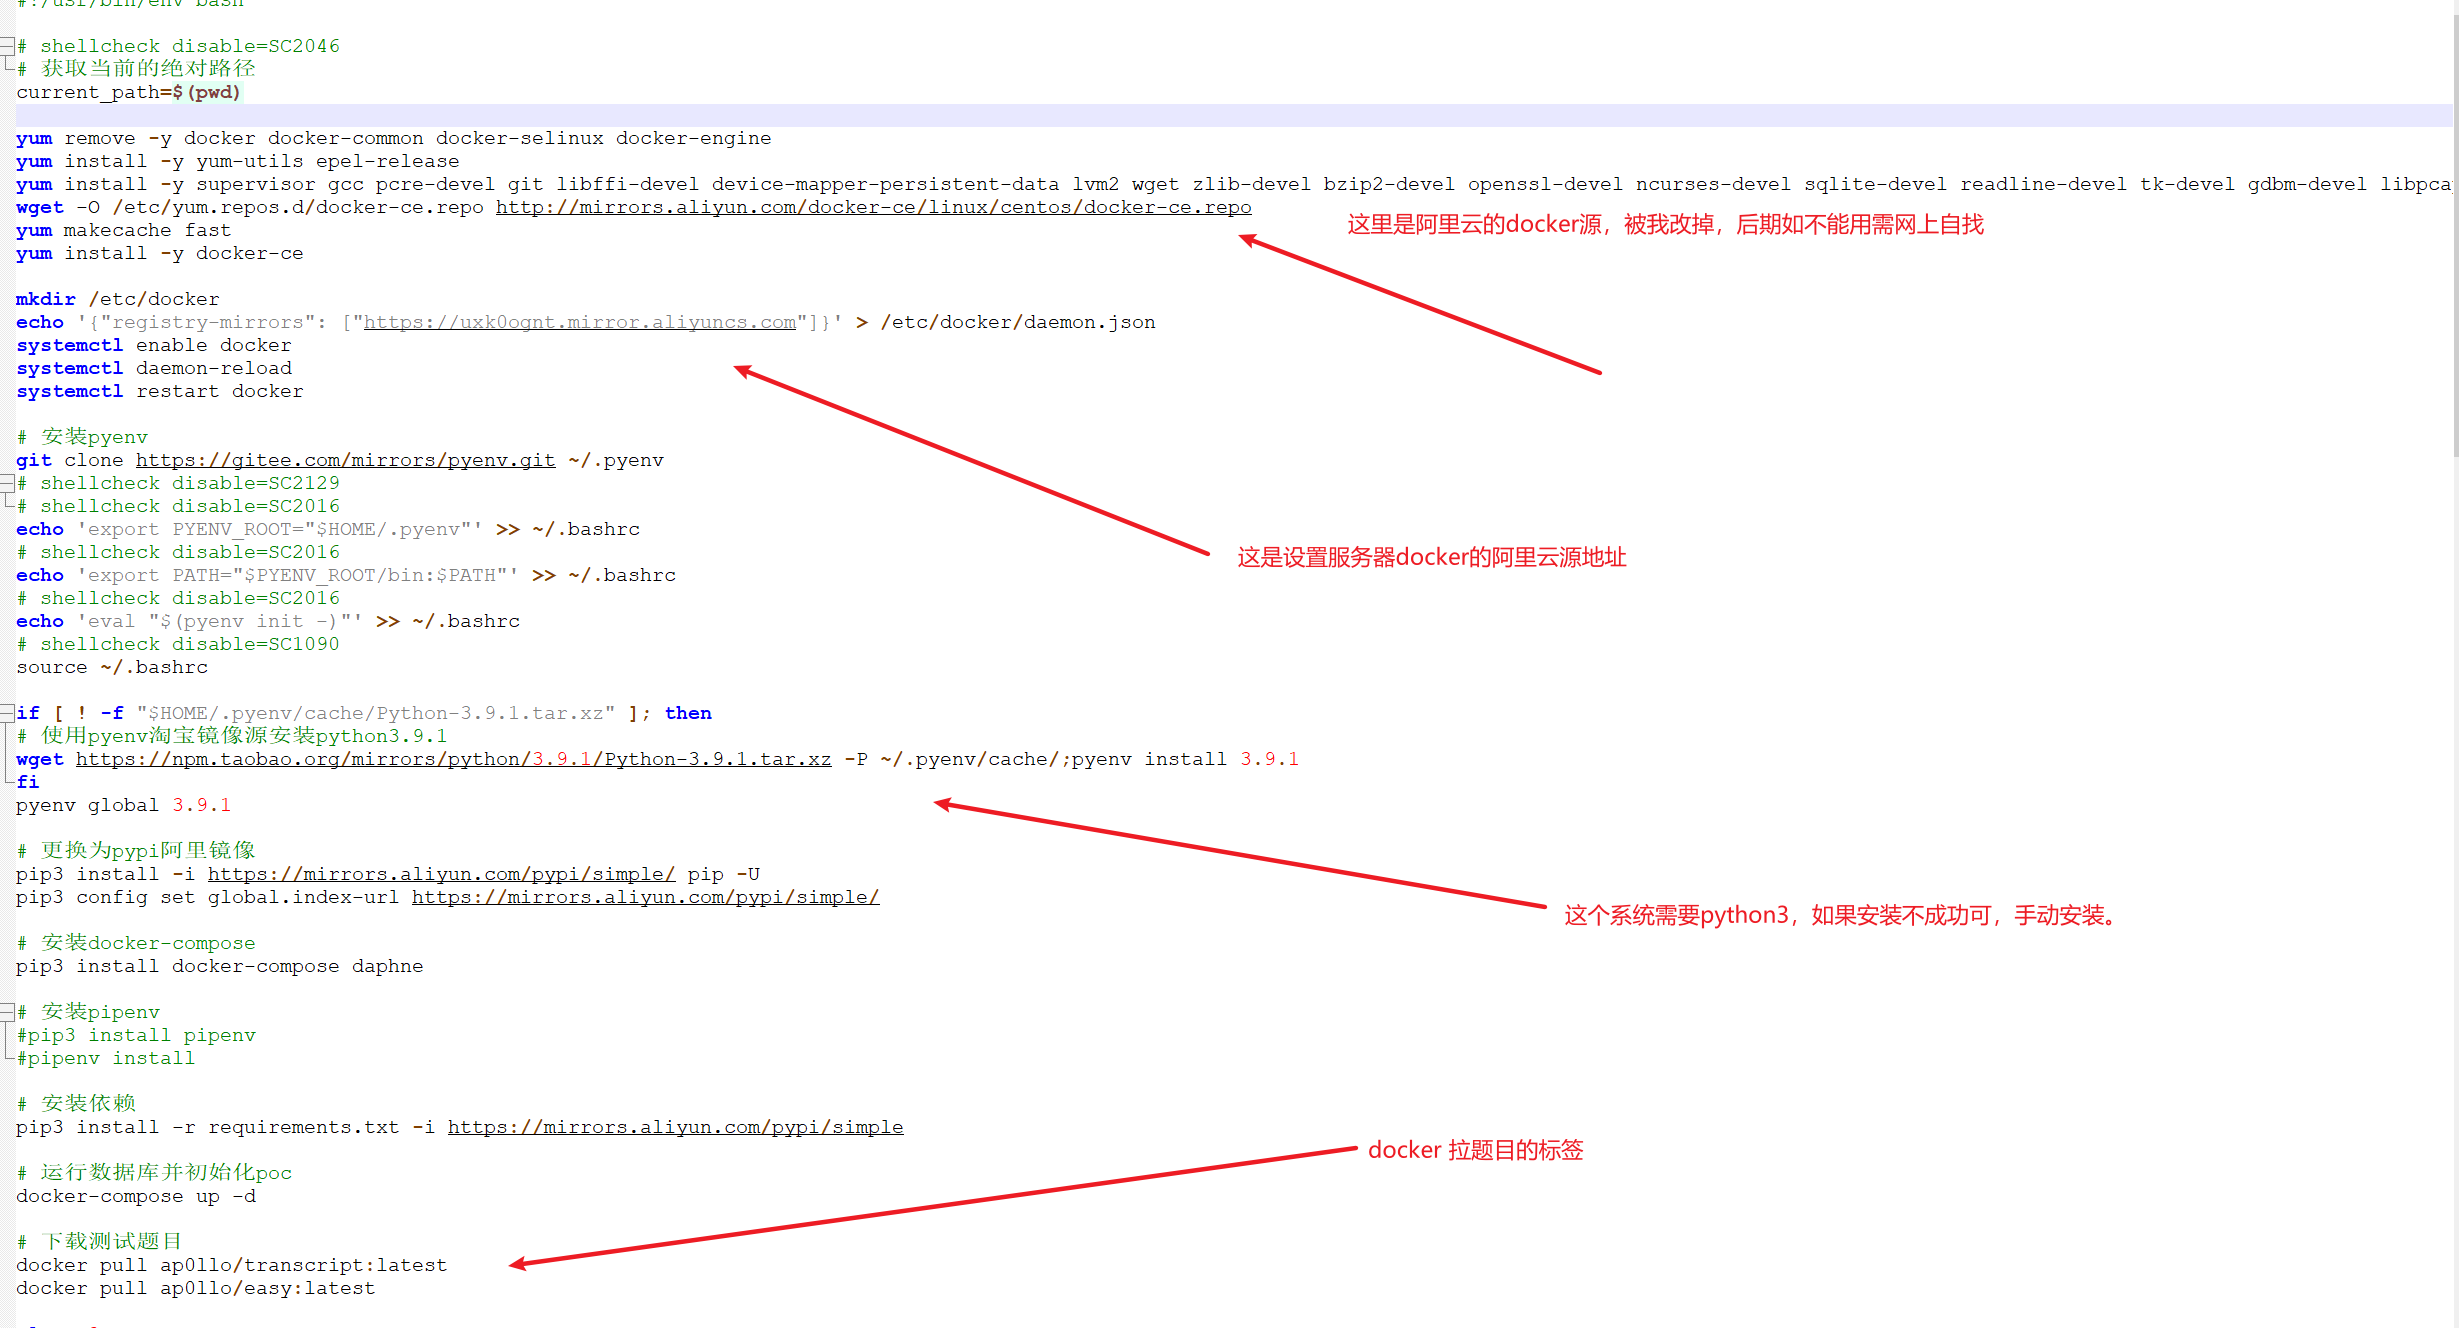 #!/usr/bin/env bash
# shellcheck disable=SC2046
# 获取当前的绝对路径
current_path=$(pwd)
yum remove -y docker docker-common docker-selinux docker-engine
yum install -y yum-utils epel-release
yum install -y supervisor gcc pcre-devel git libffi-devel device-mapper-persistent-data lvm2 wget zlib-devel bzip2-devel openssl-devel ncurses-devel sqlite-devel readline-devel tk-devel gdbm-devel libpca
wget -O /etc/yum.repos.d/docker-ce.repo http://mirrors.aliyun.com/docker-ce/linux/centos/docker-ce.repo
这里是阿里云的docker源，被我改掉，后期如不能用需网上自找
yum makecache fast
yum install -y docker-ce
mkdir /etc/docker
echo '{"registry-mirrors": ["https://uxk0ognt.mirror.aliyuncs.com"]}' > /etc/docker/daemon.json
systemctl enable docker
systemctl daemon-reload
systemctl restart docker
# 安装pyenv
git clone https://gitee.com/mirrors/pyenv.git ~/.pyenv
# shellcheck disable=SC2129
# shellcheck disable=SC2016
echo 'export PYENV_ROOT="$HOME/.pyenv"' >> ~/.bashrc
# shellcheck disable=SC2016
这是设置服务器docker的阿里云源地址
echo 'export PATH="$PYENV_ROOT/bin:$PATH"' >> ~/.bashrc
# shellcheck disable=SC2016
echo 'eval "$(pyenv init -)"' >> ~/.bashrc
# shellcheck disable=SC1090
source ~/.bashrc
if [ ! -f "$HOME/.pyenv/cache/Python-3.9.1.tar.xz" ]; then
# 使用pyenv淘宝镜像源安装python3.9.1
wget https://npm.taobao.org/mirrors/python/3.9.1/Python-3.9.1.tar.xz -P ~/.pyenv/cache/;pyenv install 3.9.1
fi
pyenv global 3.9.1
# 更换为pypi阿里镜像
pip3 install -i https://mirrors.aliyun.com/pypi/simple/ pip -U
pip3 config set global.index-url https://mirrors.aliyun.com/pypi/simple/
这个系统需要python3，如果安装不成功可，手动安装。
# 安装docker-compose
pip3 install docker-compose daphne
# 安装pipenv
#pip3 install pipenv
#pipenv install
# 安装依赖
pip3 install -r requirements.txt -i https://mirrors.aliyun.com/pypi/simple
docker 拉题目的标签
# 运行数据库并初始化poc
docker-compose up -d
# 下载测试题目
docker pull ap0llo/transcript:latest
docker pull ap0llo/easy:latest